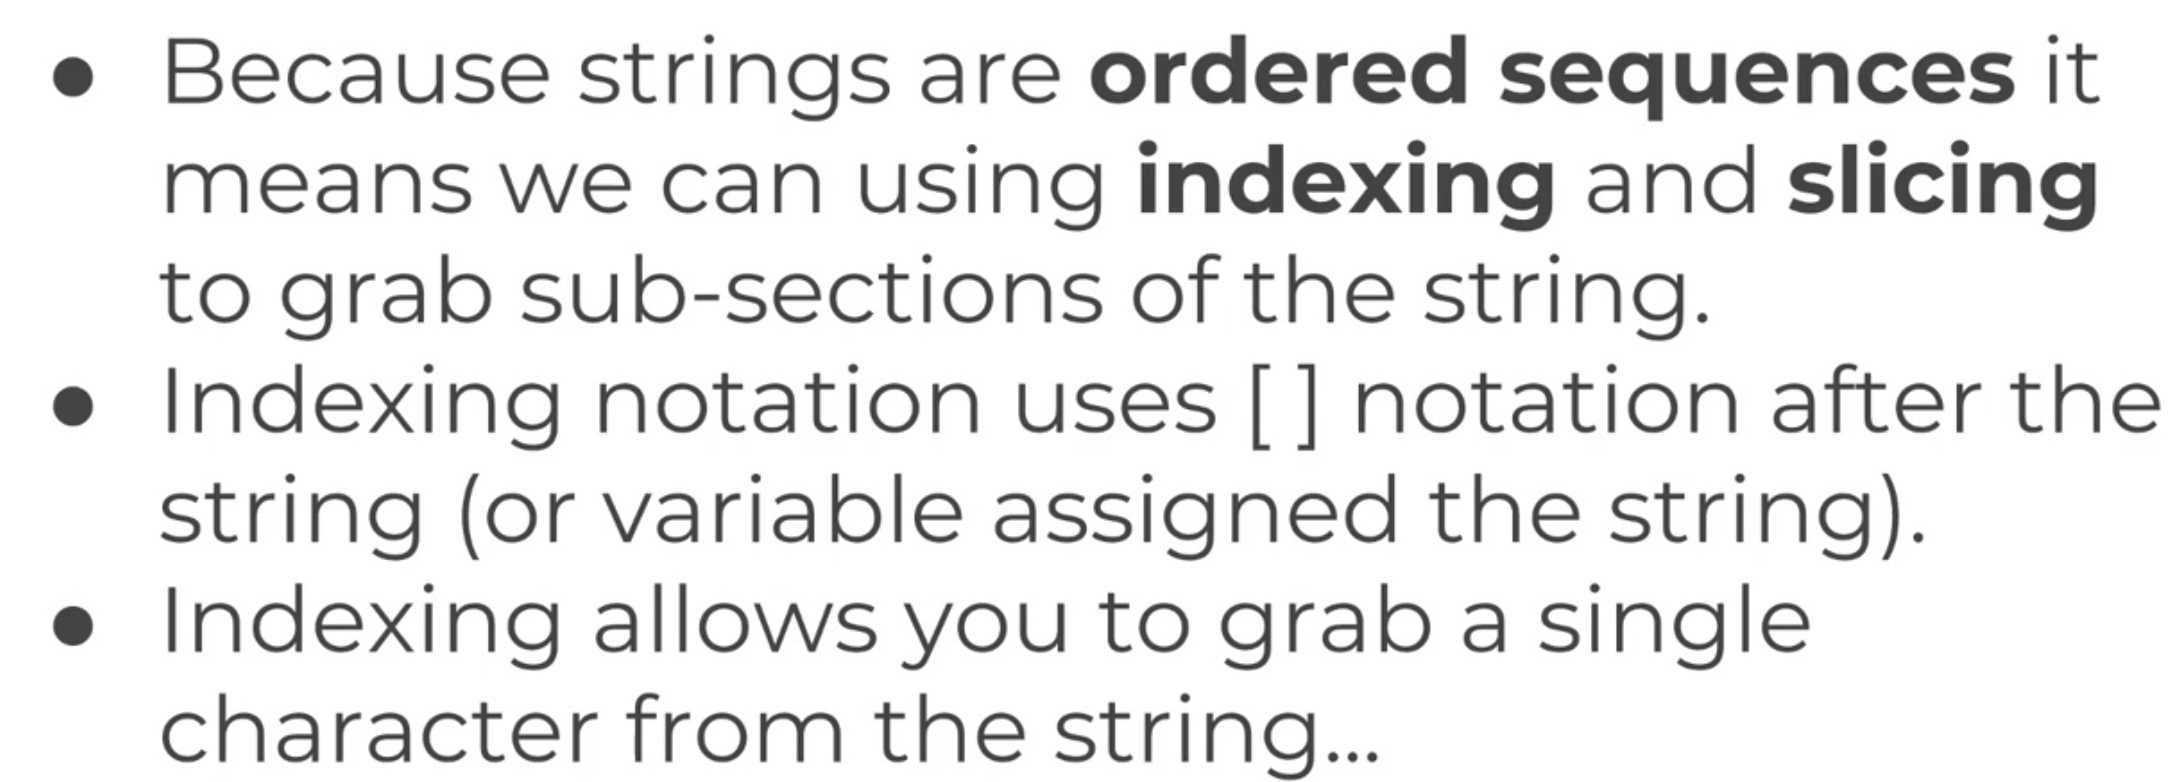 ● Because strings are ordered sequences it
means we can using indexing and slicing
to grab sub-sections of the string.
● Indexing notation uses [ ] notation after the
string (or variable assigned the string).
● Indexing allows you to grab a single
character from the string...